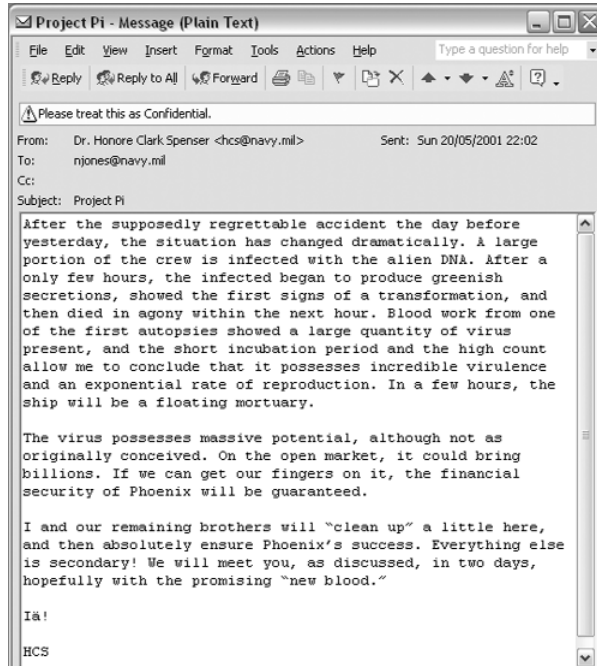 Project Pi - Message (Plain Text)
File Edit View Insert Format Tools Actions Help Type a question for help
Reply Reply to All Forward
Please treat this as Confidential.
From: Dr. Honore Clark Spenser <hcs@navy.mil> Sent: Sun 20/05/2001 22:02
To: njones@navy.mil
Cc:
Subject: Project Pi
After the supposedly regrettable accident the day before
yesterday, the situation has changed dramatically. A large
portion of the crew is infected with the alien DNA. After a
only few hours, the infected began to produce greenish
secretions, showed the first signs of a transformation, and
then died in agony within the next hour. Blood work from one
of the first autopsies showed a large quantity of virus
present, and the short incubation period and the high count
allow me to conclude that it possesses incredible virulence
and an exponential rate of reproduction. In a few hours, the
ship will be a floating mortuary.
The virus possesses massive potential, although not as
originally conceived. On the open market, it could bring
billions. If we can get our fingers on it, the financial
security of Phoenix will be guaranteed.
I and our remaining brothers will “clean up” a little here,
and then absolutely ensure Phoenix’s success. Everything else
is secondary! We will meet you, as discussed, in two days,
hopefully with the promising “new blood.”
Iä!
HCS